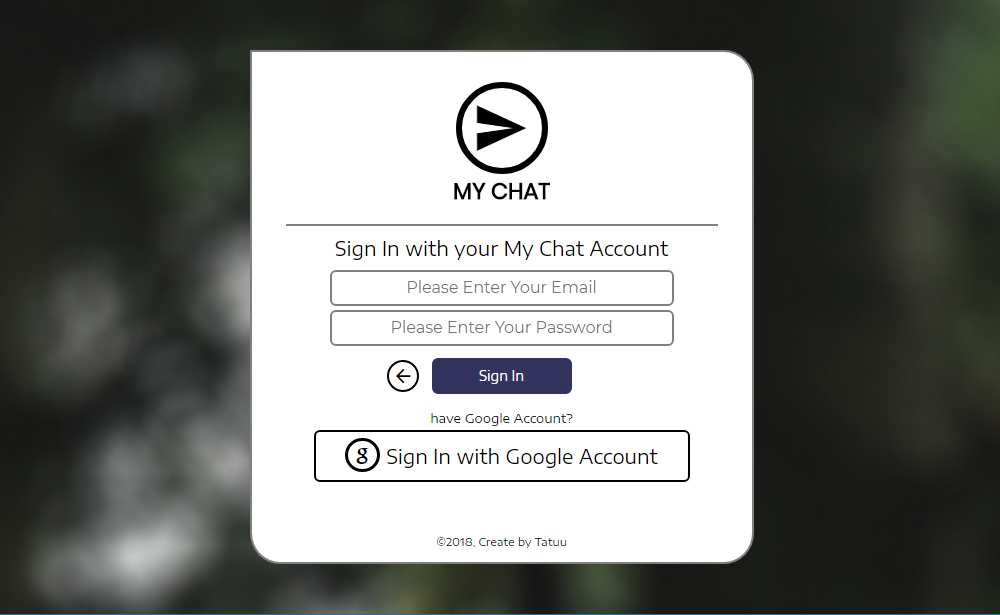 MY CHAT
Sign In with your My Chat Account
Please Enter Your Email
Please Enter Your Password
Sign In
have Google Account?
g Sign In with Google Account
©2018, Create by Tatuu